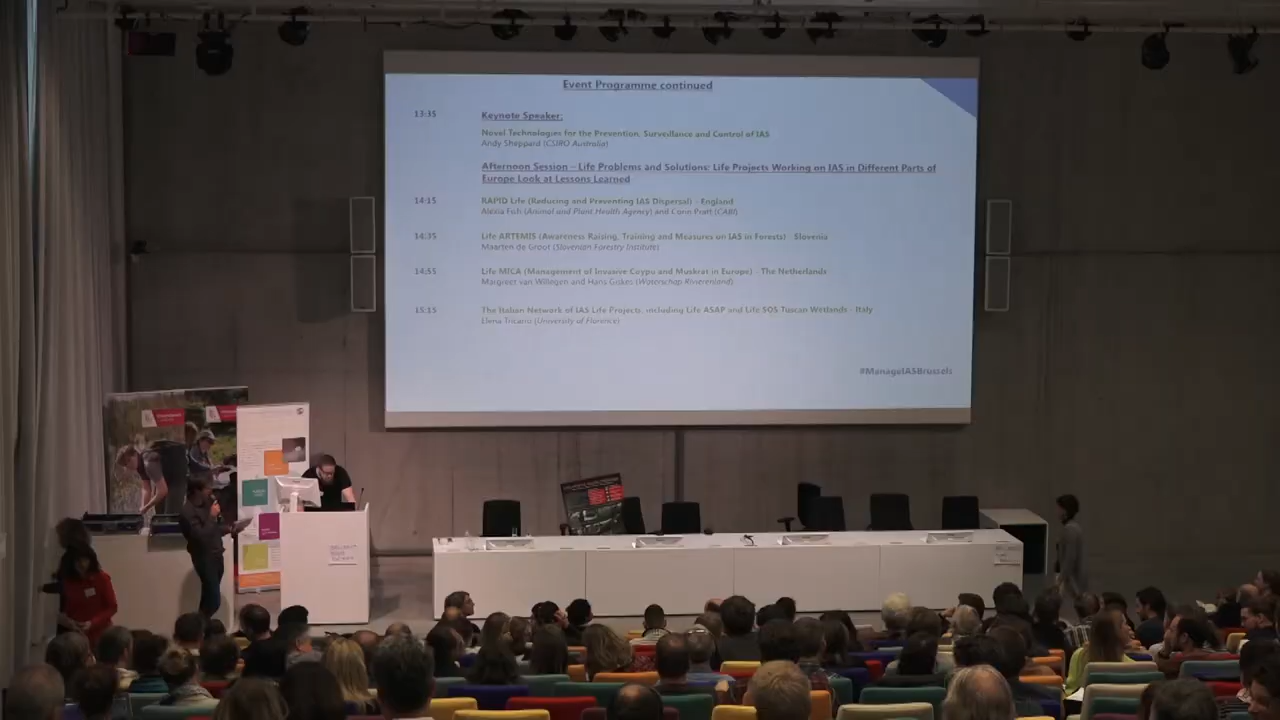 Event Programme continued
13:35
Keynote Speaker:
Novel Technologies for the Prevention, Surveillance and Control of IAS
Andy Sheppard (CSIRO Australia)
Afternoon Session – Life Problems and Solutions: Life Projects Working on IAS in Different Parts of
Europe Look at Lessons Learned
14:15
RAPID Life (Reducing and Preventing IAS Dispersal) - England
Alexia Fish (Animal and Plant Health Agency) and Corin Pratt (CABI)
14:35
Life ARTEMIS (Awareness Raising, Training and Measures on IAS in Forests) - Slovenia
Maarten de Groot (Slovenian Forestry Institute)
14:55
Life MICA (Management of Invasive Coypu and Muskrat in Europe) - The Netherlands
Margreet van Willegen and Hans Giskes (Waterschap Rivierenland)
15:15
The Italian Network of IAS Life Projects, including Life ASAP and Life SOS Tuscan Wetlands - Italy
Elena Tricarico (University of Florence)
#ManageIASBrussels